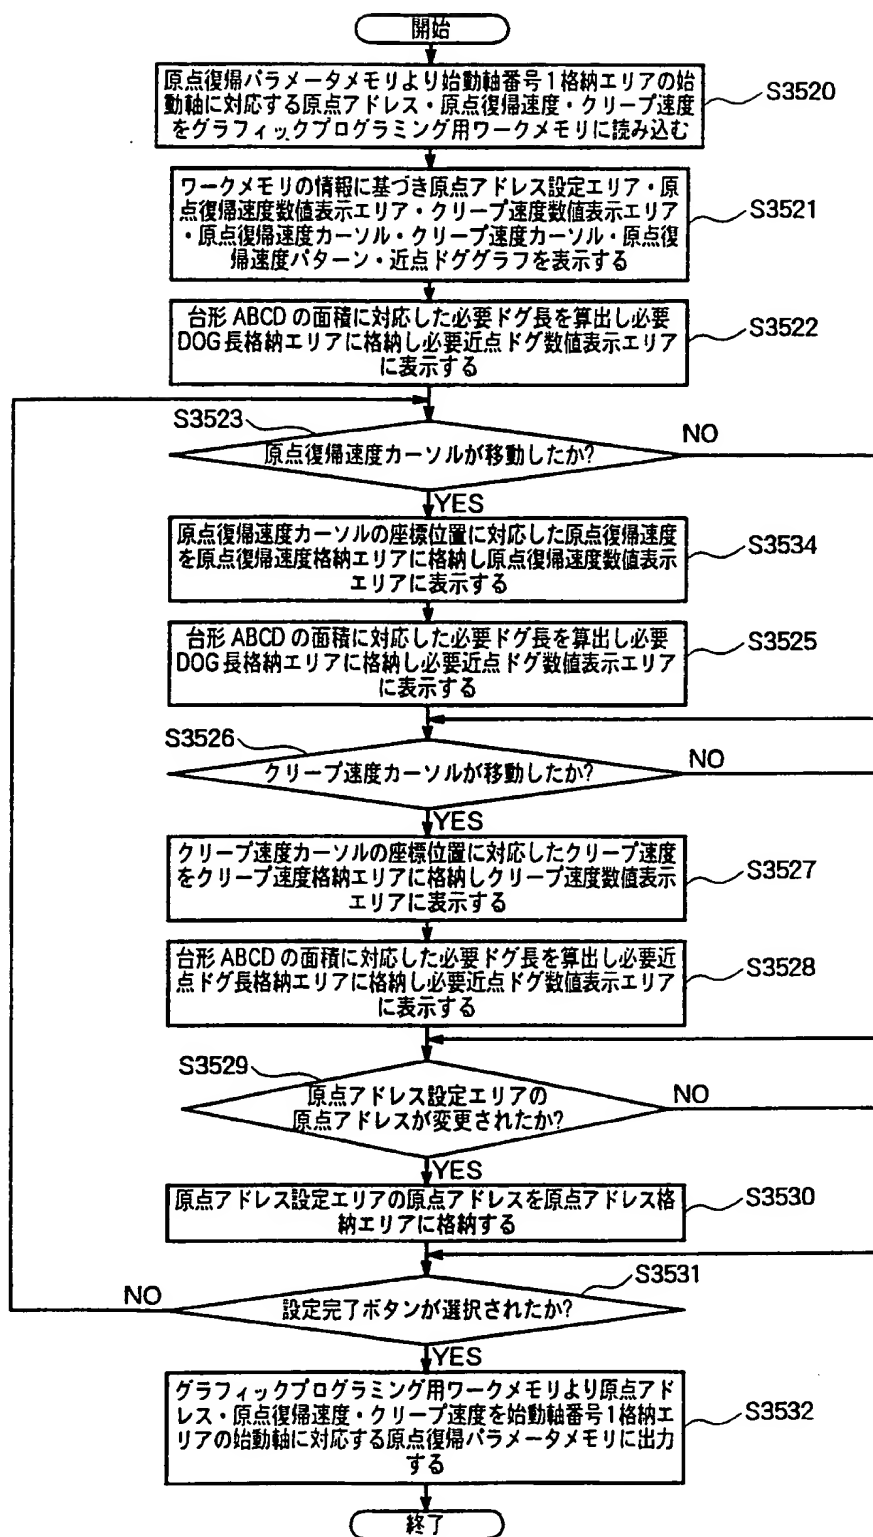 開始
原点復帰パラメータメモリより始動軸番号1格納エリアの始
動軸に対応する原点アドレス・原点復帰速度・クリープ速度
をグラフィックプログラミング用ワークメモリに読み込む
S3520
ワークメモリの情報に基づき原点アドレス設定エリア・原
点復帰速度数値表示エリア・クリープ速度数値表示エリア
・原点復帰速度カーソル・クリープ速度カーソル・原点復
帰速度パターン・近点ドググラフを表示する
S3521
台形ABCDの面積に対応した必要ドグ長を算出し必要
DOG長格納エリアに格納し必要近点ドグ数値表示エリア
に表示する
S3522
S3523
原点復帰速度カーソルが移動したか?
NO
YES
原点復帰速度カーソルの座標位置に対応した原点復帰速度
を原点復帰速度格納エリアに格納し原点復帰速度数値表示
エリアに表示する
S3534
台形ABCDの面積に対応した必要ドグ長を算出し必要
DOG長格納エリアに格納し必要近点ドグ数値表示エリア
に表示する
S3525
S3526
クリープ速度カーソルが移動したか?
NO
YES
クリープ速度カーソルの座標位置に対応したクリープ速度
をクリープ速度格納エリアに格納しクリープ速度数値表示
エリアに表示する
S3527
台形ABCDの面積に対応した必要ドグ長を算出し必要近
点ドグ長格納エリアに格納し必要近点ドグ数値表示エリア
に表示する
S3528
S3529
原点アドレス設定エリアの
原点アドレスが変更されたか?
NO
YES
原点アドレス設定エリアの原点アドレスを原点アドレス格
納エリアに格納する
S3530
S3531
NO
設定完了ボタンが選択されたか?
YES
グラフィックプログラミング用ワークメモリより原点アド
レス・原点復帰速度・クリープ速度を始動軸番号1格納エ
リアの始動軸に対応する原点復帰パラメータメモリに出力
する
S3532
終了